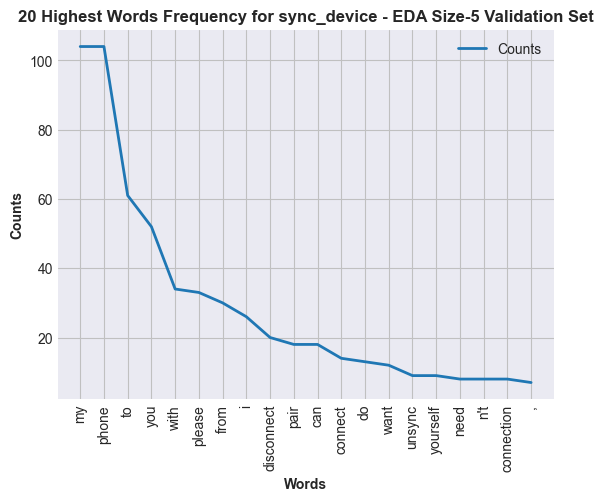 20 Highest Words Frequency for sync_device - EDA Size-5 Validation Set
Counts
100
80
60
40
20
Counts
my
phone
to
you
with
please
from
i
disconnect
pair
can
connect
do
want
unsync
yourself
need
n't
connection
,
Words